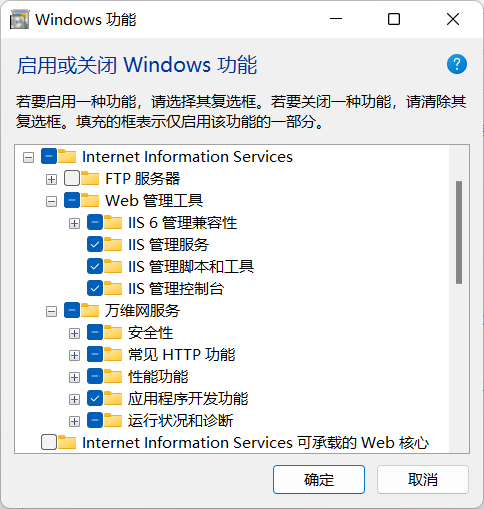 Windows 功能
启用或关闭 Windows 功能
若要启用一种功能，请选择其复选框。若要关闭一种功能，请清除其
复选框。填充的框表示仅启用该功能的一部分。
Internet Information Services
FTP 服务器
Web 管理工具
IIS 6 管理兼容性
IIS 管理服务
IIS 管理脚本和工具
IIS 管理控制台
万维网服务
安全性
常见 HTTP 功能
性能功能
应用程序开发功能
运行状况和诊断
Internet Information Services 可承载的 Web 核心
确定
取消